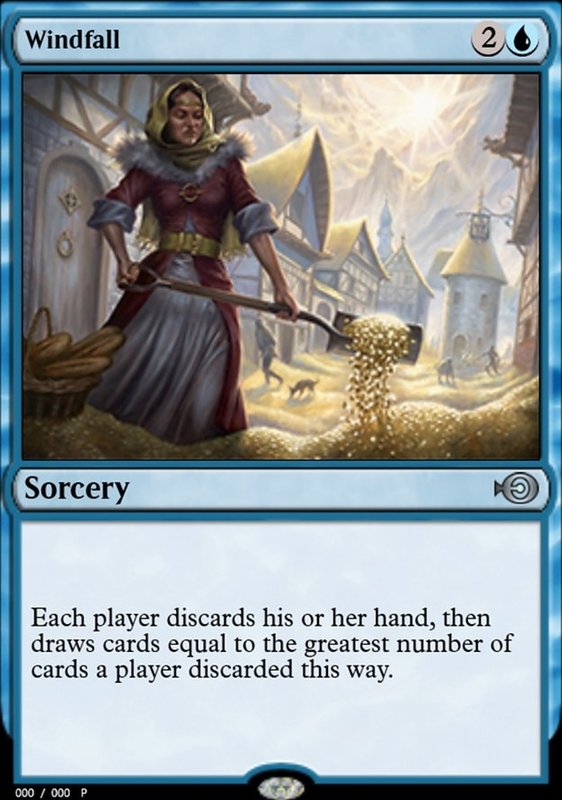 Windfall 2
Sorcery
Each player discards his or her hand, then
draws cards equal to the greatest number of
cards a player discarded this way.
000 / 000 P